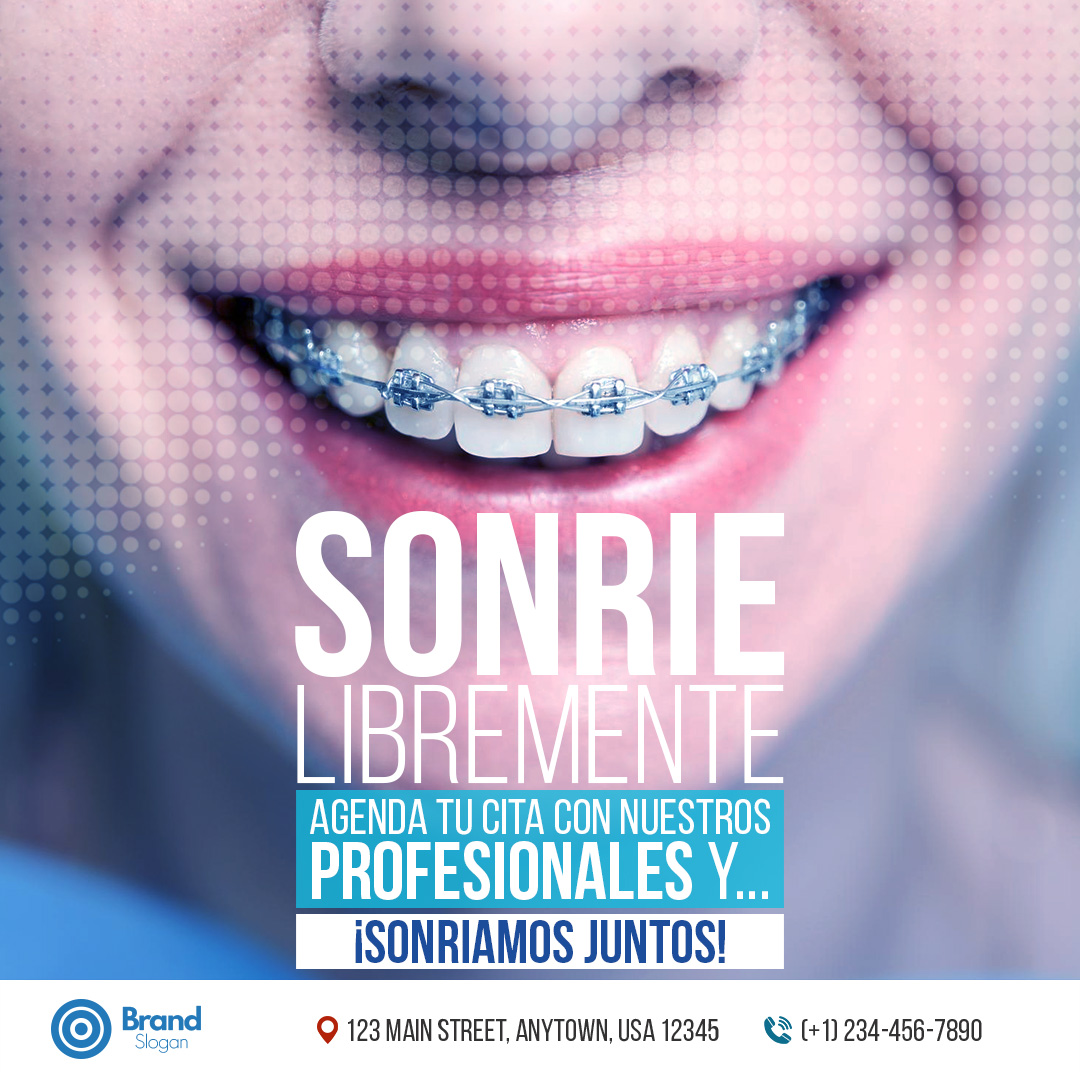 SONRIE
LIBREMENTE
AGENDA TU CITA CON NUESTROS
PROFESIONALES Y...
¡SONRIAMOS JUNTOS!
Brand
Slogan
123 MAIN STREET, ANYTOWN, USA 12345
(+1) 234-456-7890